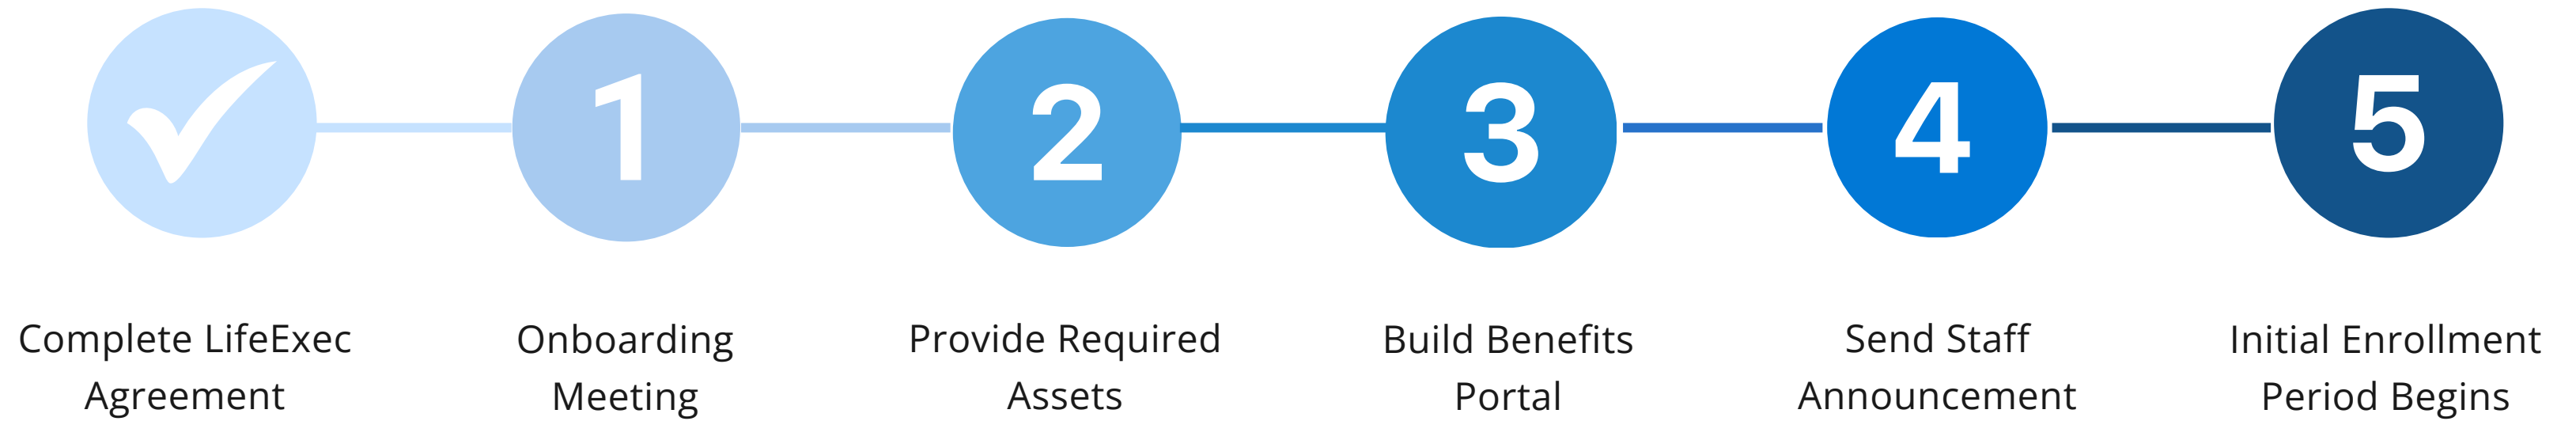 1
2
3
4
5
Complete LifeExec
Agreement
Onboarding
Meeting
Provide Required
Assets
Build Benefits
Portal
Send Staff
Announcement
Initial Enrollment
Period Begins